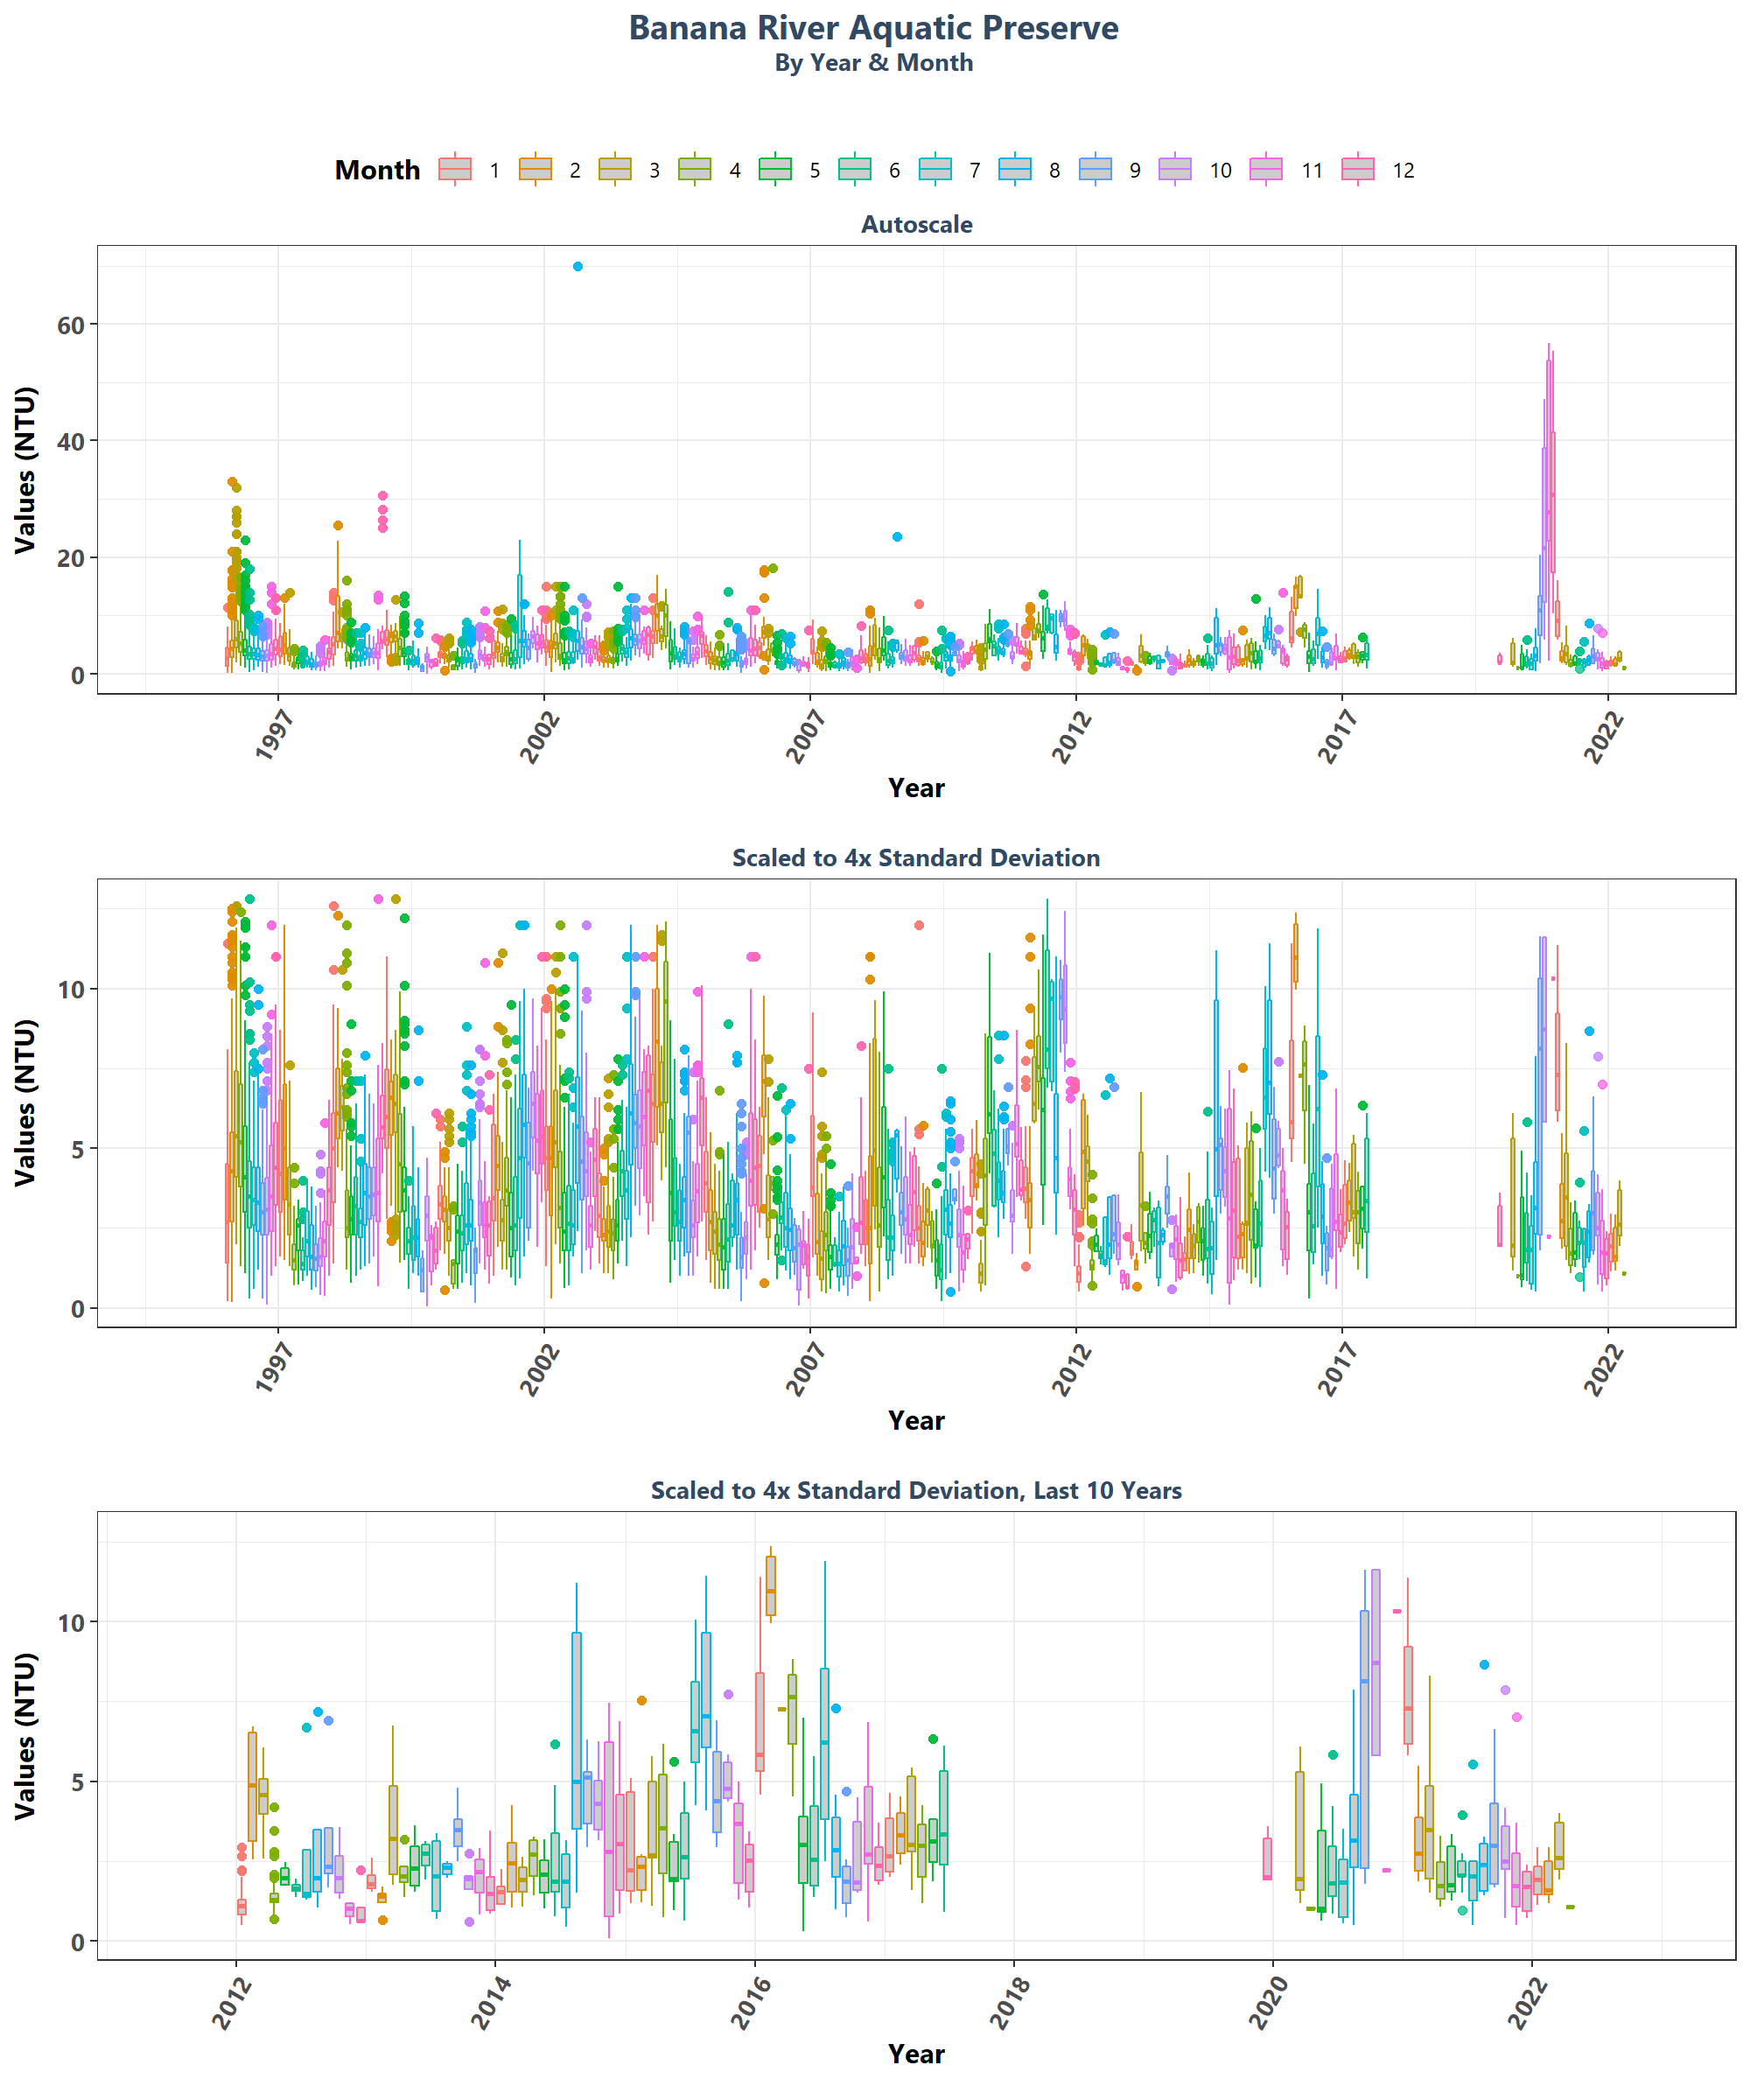 Banana River Aquatic Preserve
By Year & Month
Month 1 2 3 4 5 6 7 8 9 10 11 12
Autoscale
Values (NTU)
60
40
20
0
1997 2002 2007 2012 2017 2022
Year
Scaled to 4x Standard Deviation
Values (NTU)
10
5
0
1997 2002 2007 2012 2017 2022
Year
Scaled to 4x Standard Deviation, Last 10 Years
Values (NTU)
10
5
0
2012 2014 2016 2018 2020 2022
Year